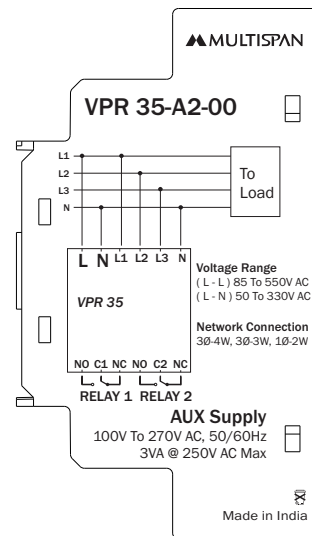 MULTISPAN
VPR 35-A2-00
L1
L2
L3
N
To
Load
L N L1 L2 L3 N
VPR 35
Voltage Range
( L - L ) 85 To 550V AC
( L - N ) 50 To 330V AC
Network Connection
3Ø-4W, 3Ø-3W, 1Ø-2W
NO C1 NC NO C2 NC
RELAY 1 RELAY 2
AUX Supply
100V To 270V AC, 50/60Hz
3VA @ 250V AC Max
Made in India